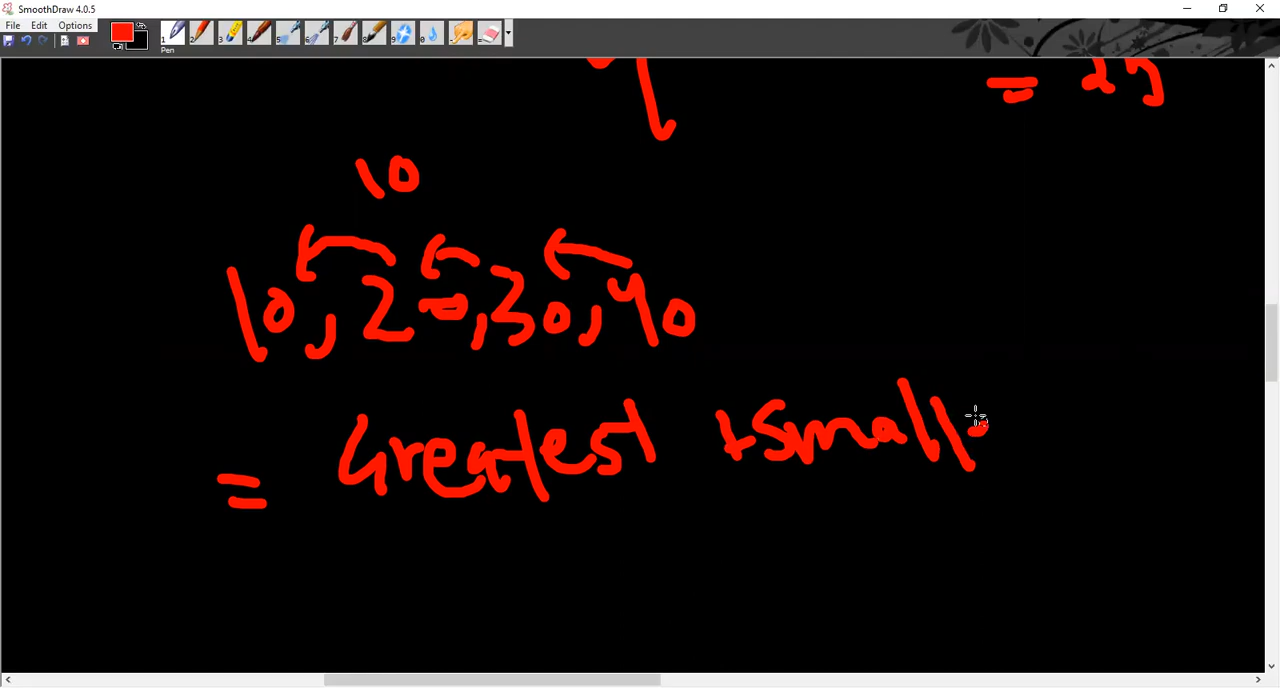 SmoothDraw 4.0.5
File Edit Options
Pen
= 25
10
10, 20, 30, 40
= Greatest + Small